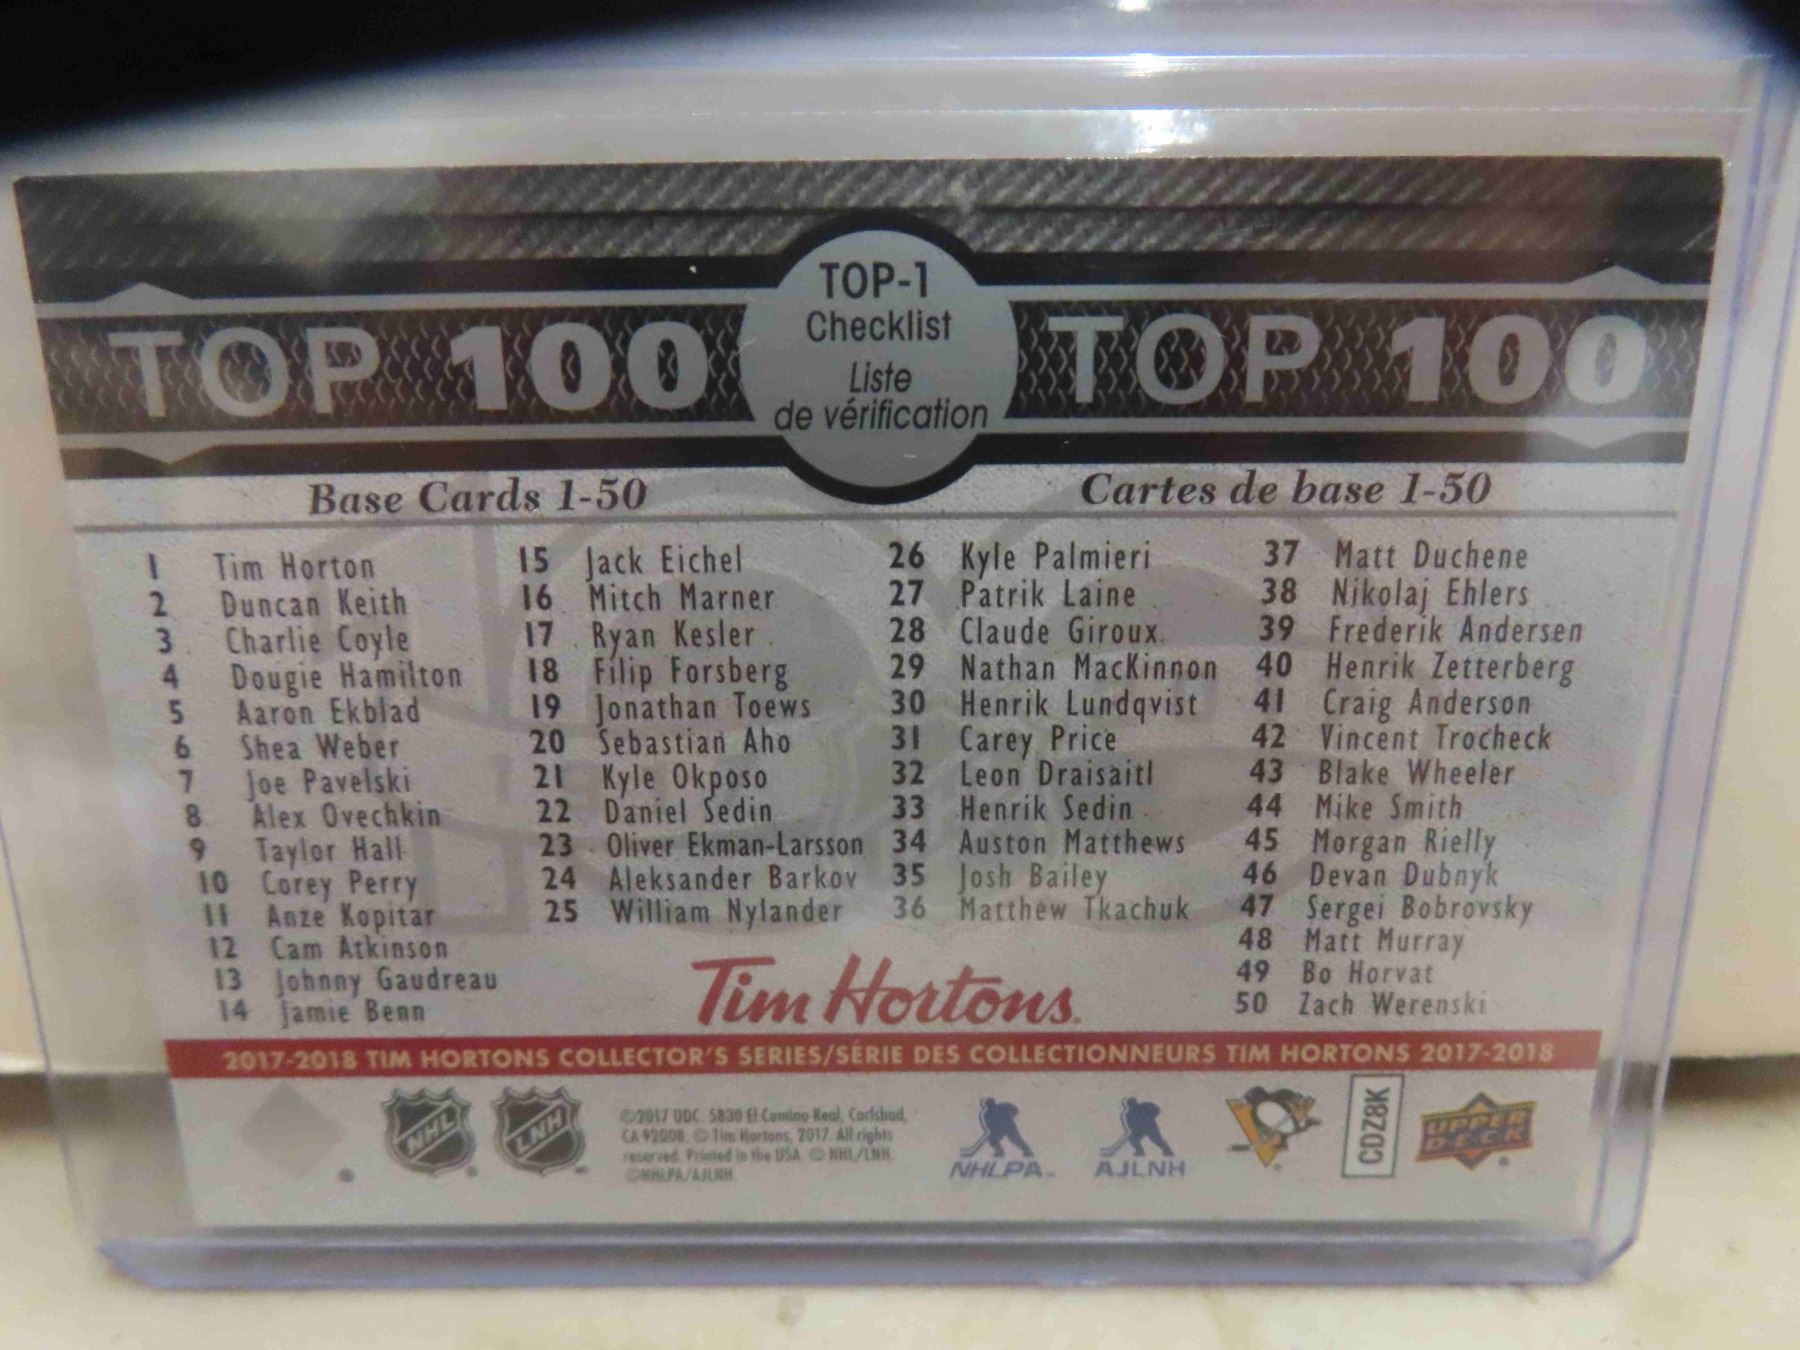 TOP-1
Checklist
Liste
de vérification
TOP 100
TOP 100
Base Cards 1-50
Cartes de base 1-50
1 Tim Horton
2 Duncan Keith
3 Charlie Coyle
4 Dougie Hamilton
5 Aaron Ekblad
6 Shea Weber
7 Joe Pavelski
8 Alex Ovechkin
9 Taylor Hall
10 Corey Perry
11 Anze Kopitar
12 Cam Atkinson
13 Johnny Gaudreau
14 Jamie Benn
15 Jack Eichel
16 Mitch Marner
17 Ryan Kesler
18 Filip Forsberg
19 Jonathan Toews
20 Sebastian Aho
21 Kyle Okposo
22 Daniel Sedin
23 Oliver Ekman-Larsson
24 Aleksander Barkov
25 William Nylander
26 Kyle Palmieri
27 Patrik Laine
28 Claude Giroux
29 Nathan MacKinnon
30 Henrik Lundqvist
31 Carey Price
32 Leon Draisaitl
33 Henrik Sedin
34 Auston Matthews
35 Josh Bailey
36 Matthew Tkachuk
37 Matt Duchene
38 Nikolaj Ehlers
39 Frederik Andersen
40 Henrik Zetterberg
41 Craig Anderson
42 Vincent Trocheck
43 Blake Wheeler
44 Mike Smith
45 Morgan Rielly
46 Devan Dubnyk
47 Sergei Bobrovsky
48 Matt Murray
49 Bo Horvat
50 Zach Werenski
Tim Hortons.
2017-2018 TIM HORTONS COLLECTOR'S SERIES/SÉRIE DES COLLECTIONNEURS TIM HORTONS 2017-2018
NHL
LNH
©2017 UDC. 5830 El Camino Real, Carlsbad,
CA 92008. © Tim Hortons, 2017. All rights
reserved. Printed in the USA. © NHL/LNH.
©NHLPA/AJLNH.
NHLPA
AJLNH
CDZ8K
UPPER
DECK